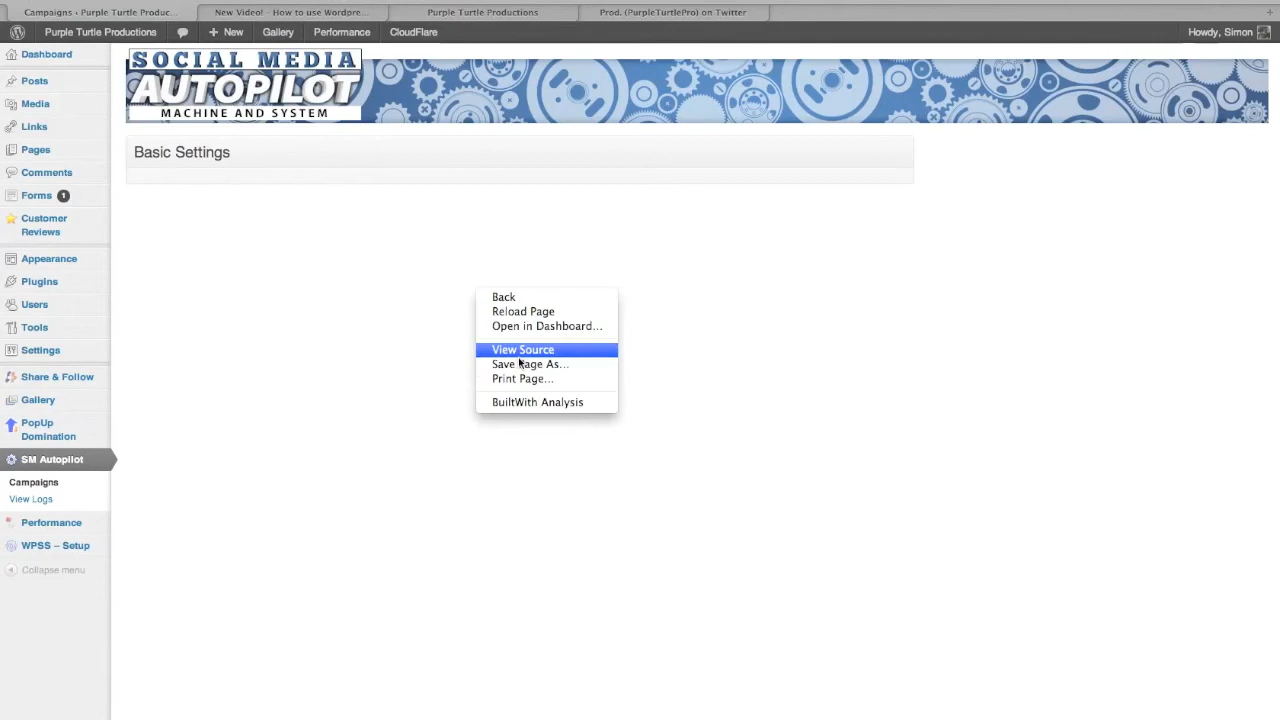 Campaigns ‹ Purple Turtle Produc...
New Video! - How to use Wordpre...
Purple Turtle Productions
Prod. (PurpleTurtlePro) on Twitter
Purple Turtle Productions
New
Gallery
Performance
CloudFlare
Howdy, Simon
Dashboard
Posts
Media
Links
Pages
Comments
Forms 1
Customer
Reviews
Appearance
Plugins
Users
Tools
Settings
Share & Follow
Gallery
PopUp
Domination
SM Autopilot
Campaigns
View Logs
Performance
WPSS – Setup
Collapse menu
SOCIAL MEDIA
AUTOPILOT
MACHINE AND SYSTEM
Basic Settings
Back
Reload Page
Open in Dashboard...
View Source
Save Page As...
Print Page...
BuiltWith Analysis